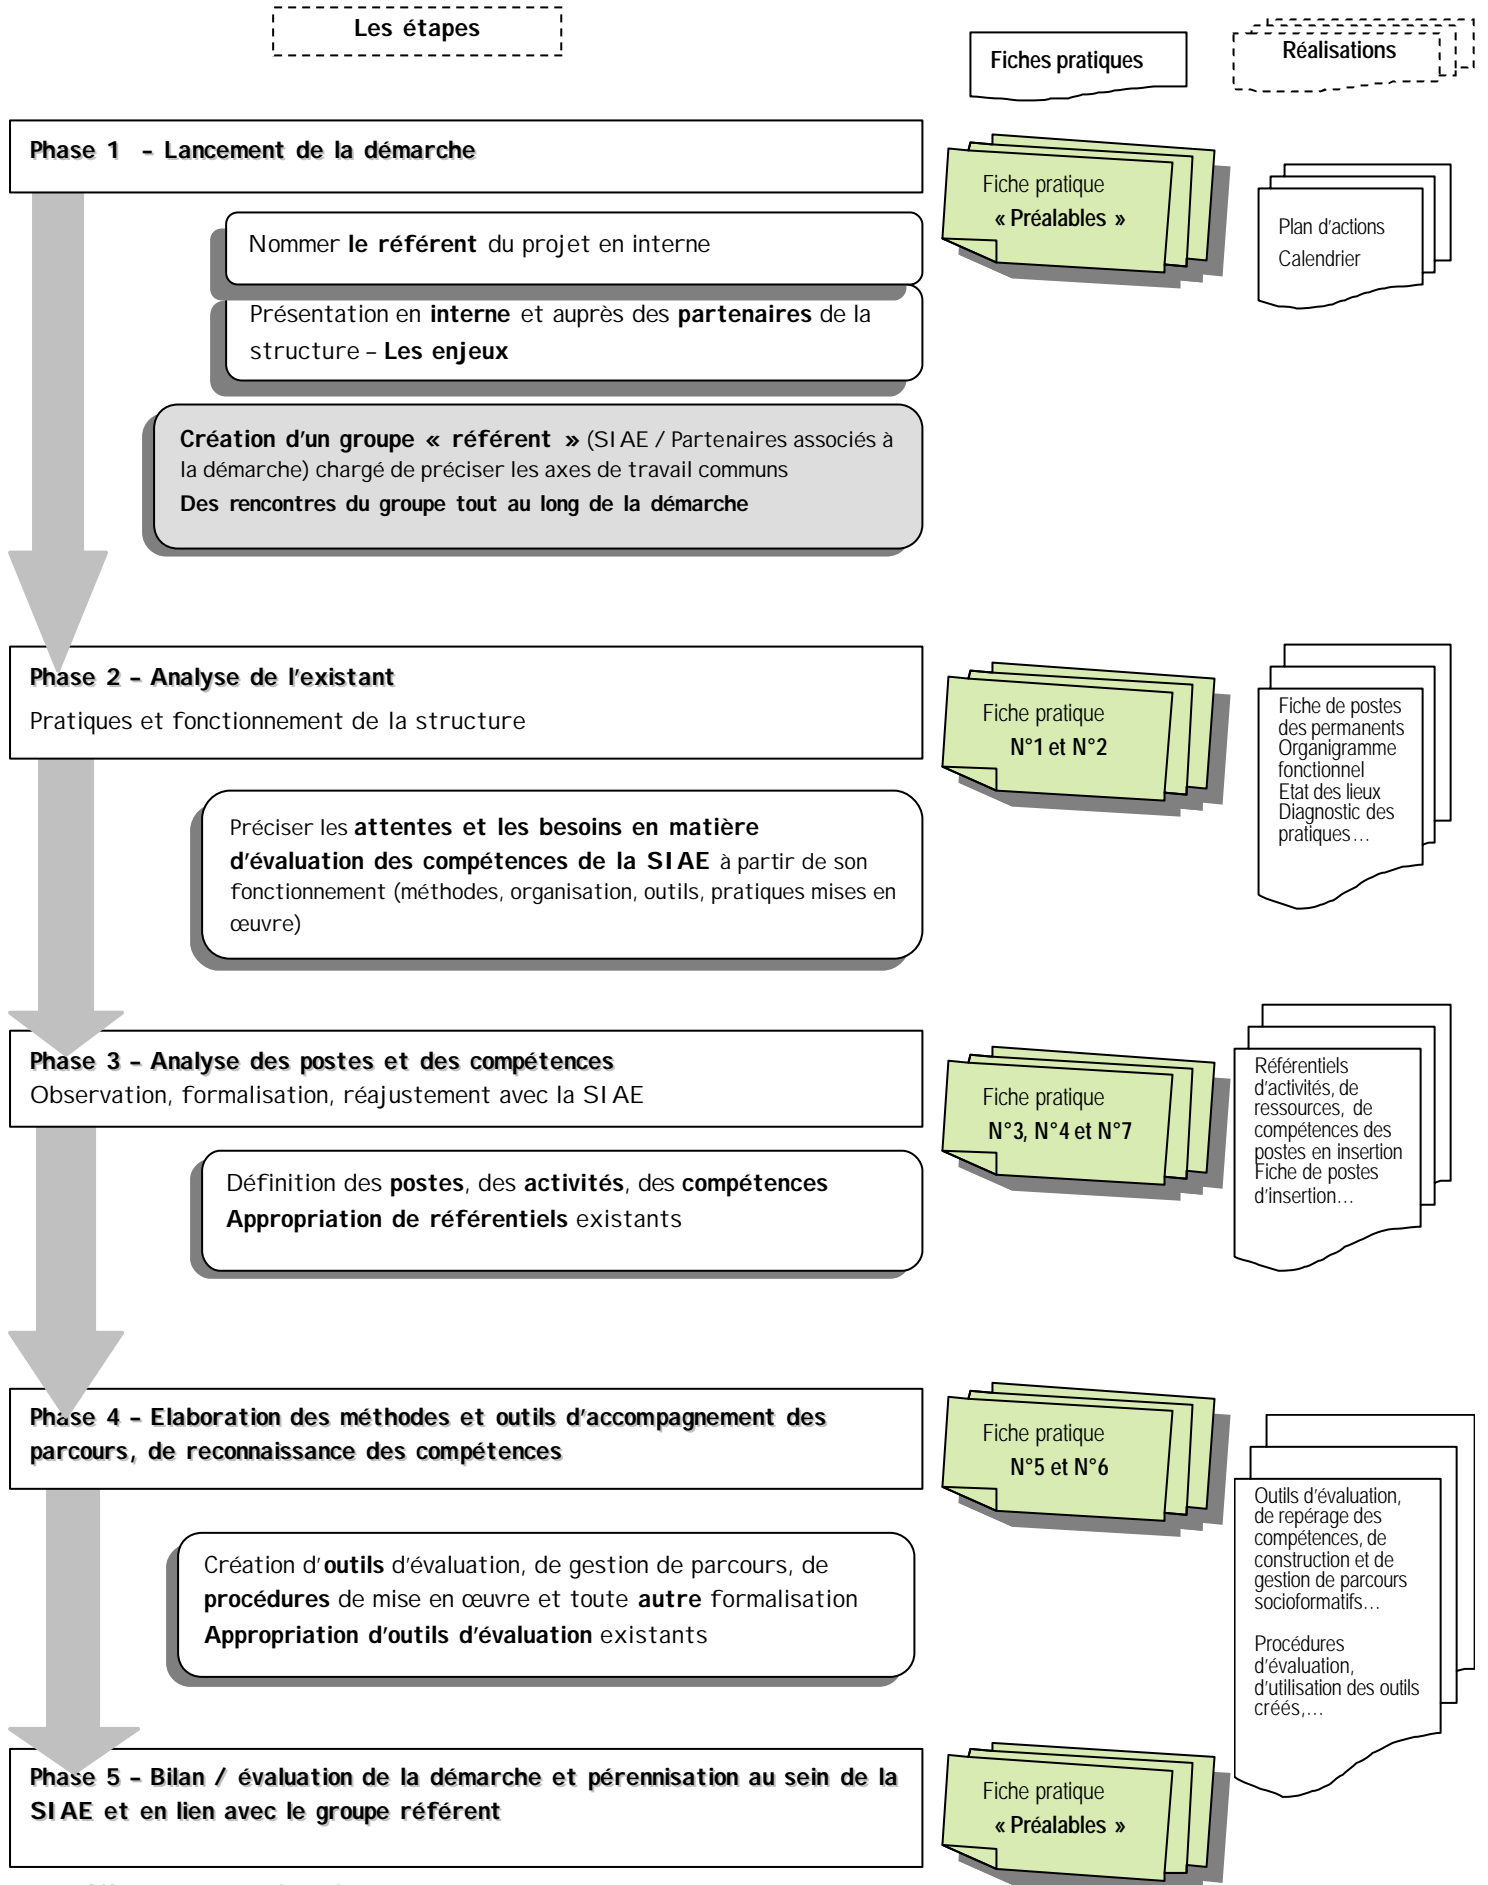 Les étapes
Fiches pratiques
Réalisations
Phase 1 – Lancement de la démarche
Fiche pratique
« Préalables »
Plan d'actions
Calendrier
Nommer le référent du projet en interne
Présentation en interne et auprès des partenaires de la
structure – Les enjeux
Création d'un groupe « référent » (SIAE / Partenaires associés à
la démarche) chargé de préciser les axes de travail communs
Des rencontres du groupe tout au long de la démarche
Phase 2 – Analyse de l'existant
Pratiques et fonctionnement de la structure
Fiche pratique
N°1 et N°2
Fiche de postes
des permanents
Organigramme
fonctionnel
Etat des lieux
Diagnostic des
pratiques…
Préciser les attentes et les besoins en matière
d'évaluation des compétences de la SIAE à partir de son
fonctionnement (méthodes, organisation, outils, pratiques mises en
œuvre)
Phase 3 – Analyse des postes et des compétences
Observation, formalisation, réajustement avec la SIAE
Fiche pratique
N°3, N°4 et N°7
Référentiels
d'activités, de
ressources, de
compétences des
postes en insertion
Fiche de postes
d'insertion…
Définition des postes, des activités, des compétences
Appropriation de référentiels existants
Phase 4 – Elaboration des méthodes et outils d'accompagnement des
parcours, de reconnaissance des compétences
Fiche pratique
N°5 et N°6
Outils d'évaluation,
de repérage des
compétences, de
construction et de
gestion de parcours
socioformatifs…
Procédures
d'évaluation,
d'utilisation des outils
créés,…
Création d'outils d'évaluation, de gestion de parcours, de
procédures de mise en œuvre et toute autre formalisation
Appropriation d'outils d'évaluation existants
Phase 5 – Bilan / évaluation de la démarche et pérennisation au sein de la
SIAE et en lien avec le groupe référent
Fiche pratique
« Préalables »